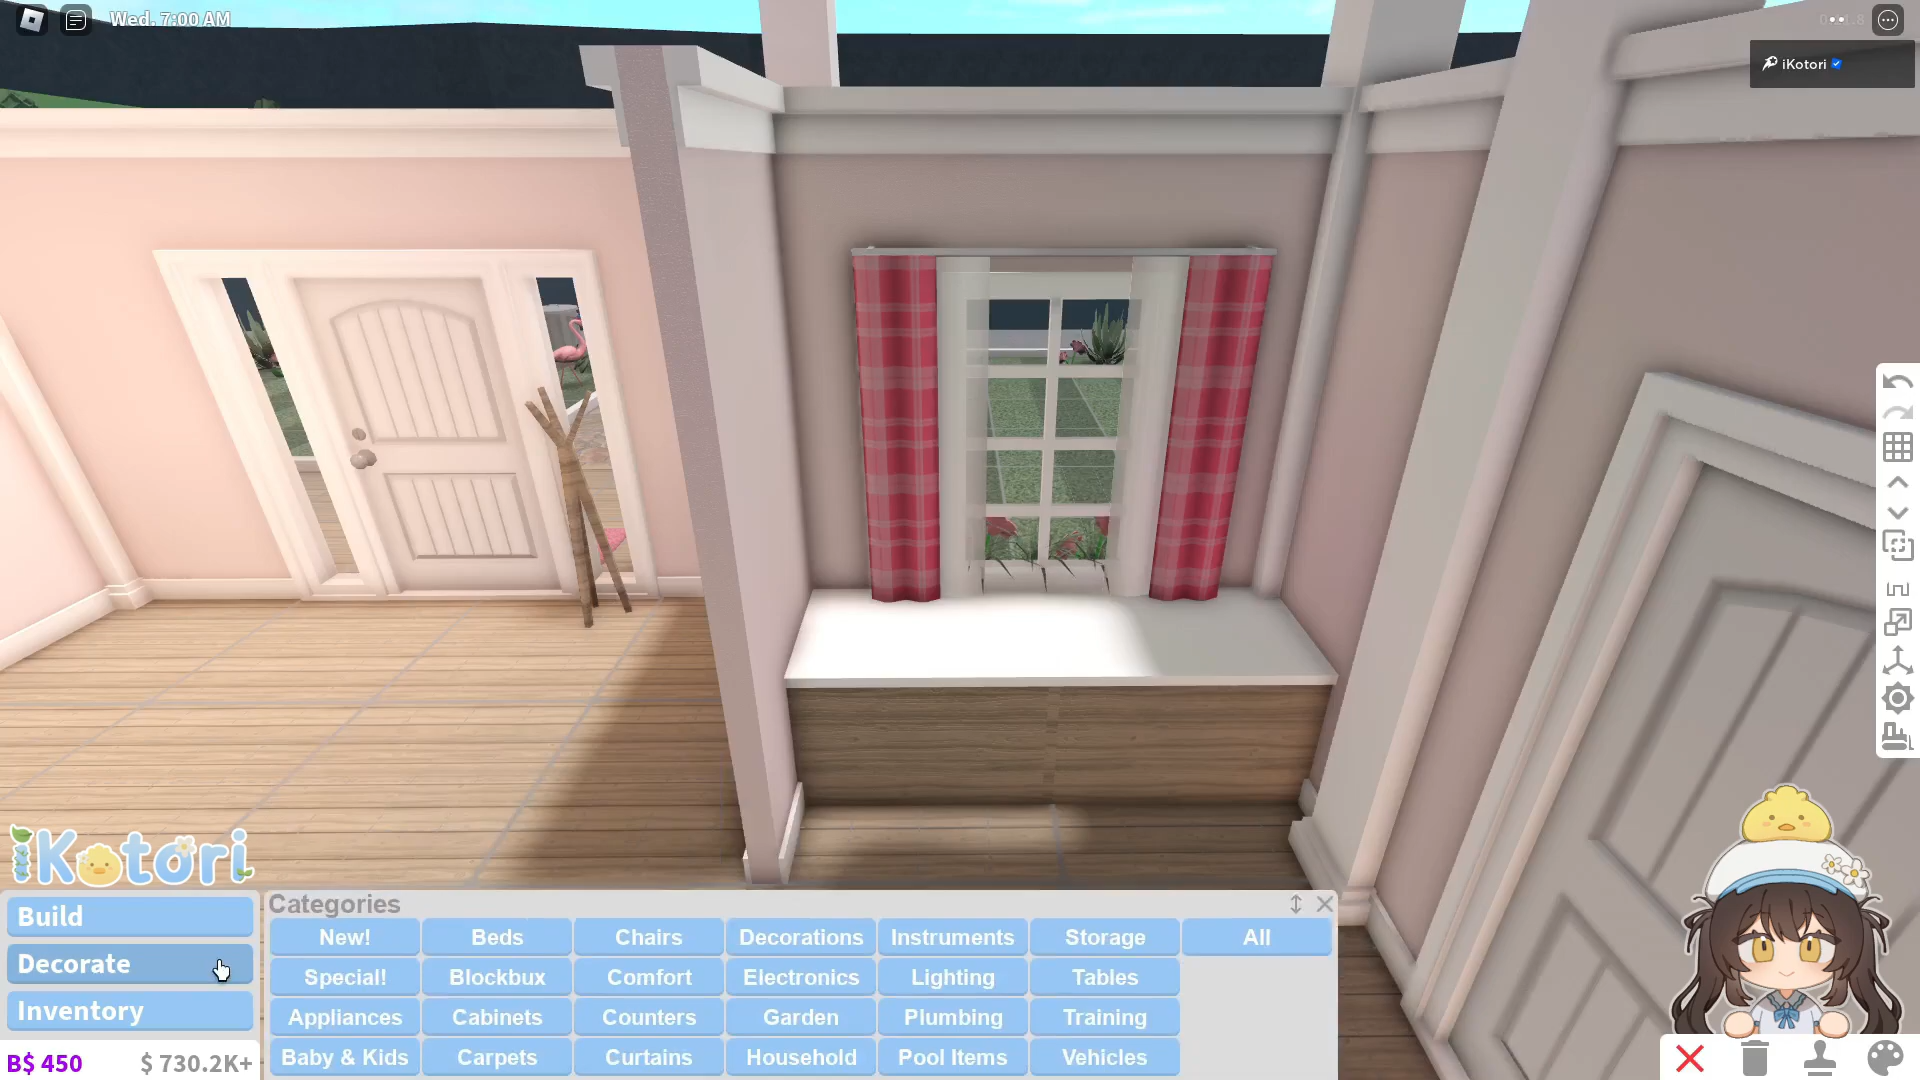 Wed. 7:00 AM
iKotori
iKotori
Build
Decorate
Inventory
B$ 450
$ 730.2K+
Categories
New! Beds Chairs Decorations Instruments Storage All
Special! Blockbux Comfort Electronics Lighting Tables
Appliances Cabinets Counters Garden Plumbing Training
Baby & Kids Carpets Curtains Household Pool Items Vehicles